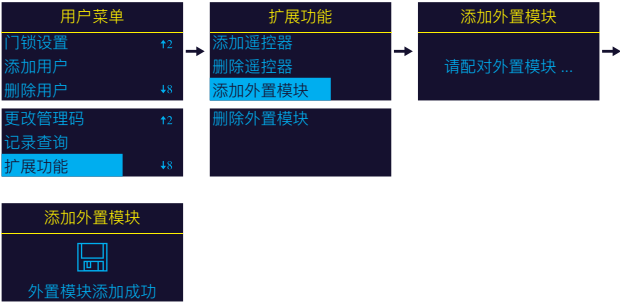 用户菜单
门锁设置 ↑2
添加用户
删除用户 ↓8
更改管理码 ↑2
记录查询
扩展功能 ↓8
扩展功能
添加遥控器
删除遥控器
添加外置模块
删除外置模块
添加外置模块
请配对外置模块 ...
添加外置模块
外置模块添加成功